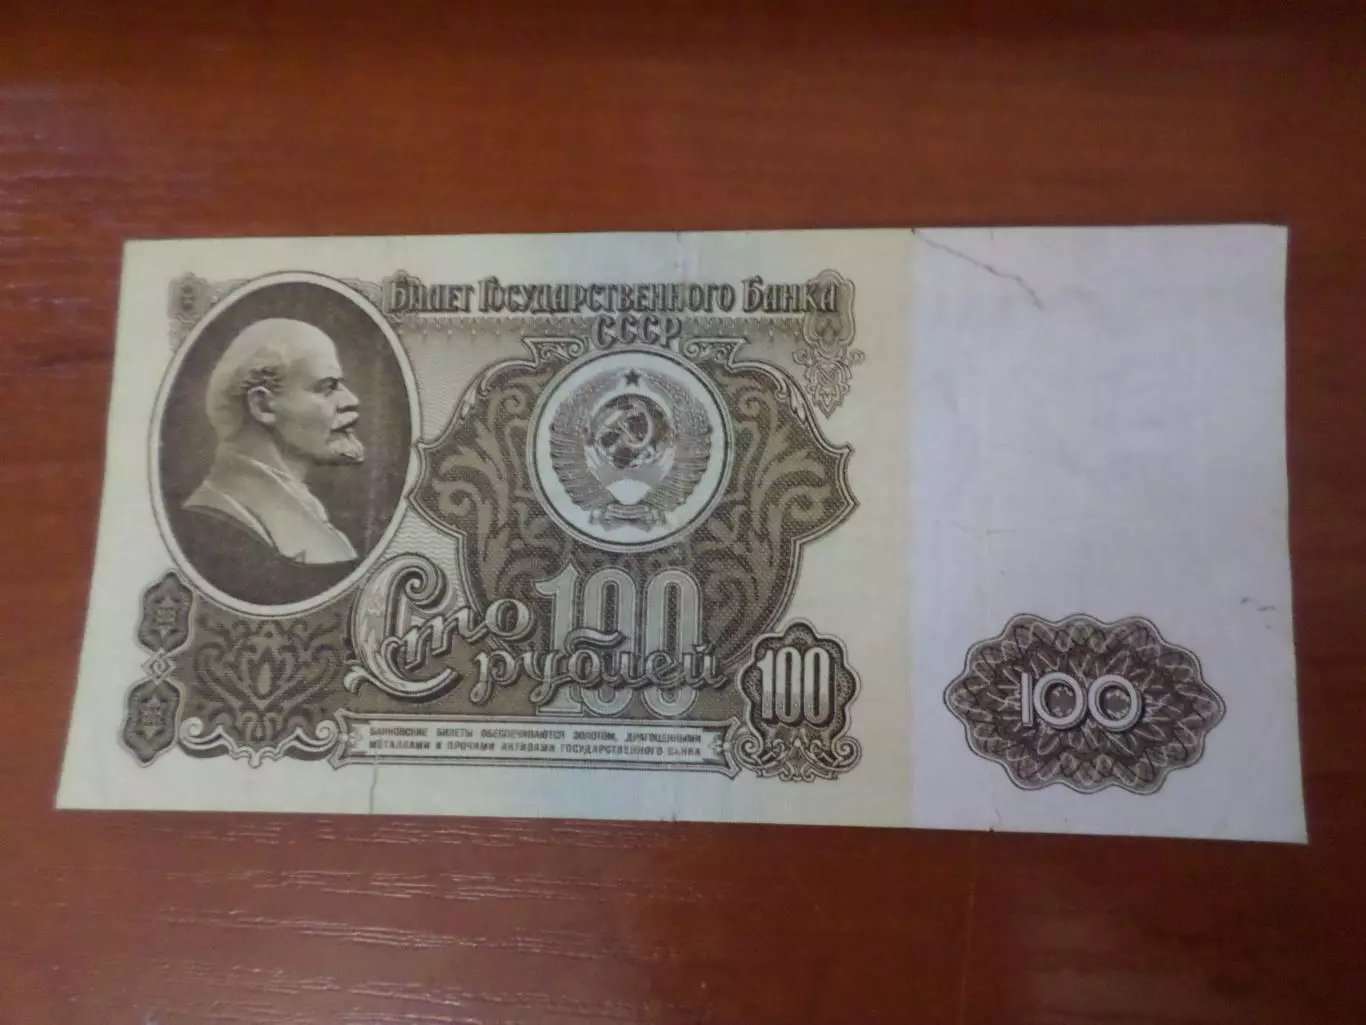 Билет Государственного Банка
СССР
100
Сто
рублей
100
100
БАНКОВСКИЕ БИЛЕТЫ ОБЕСПЕЧИВАЮТСЯ ЗОЛОТОМ, ДРАГОЦЕННЫМИ
МЕТАЛЛАМИ И ПРОЧИМИ АКТИВАМИ ГОСУДАРСТВЕННОГО БАНКА